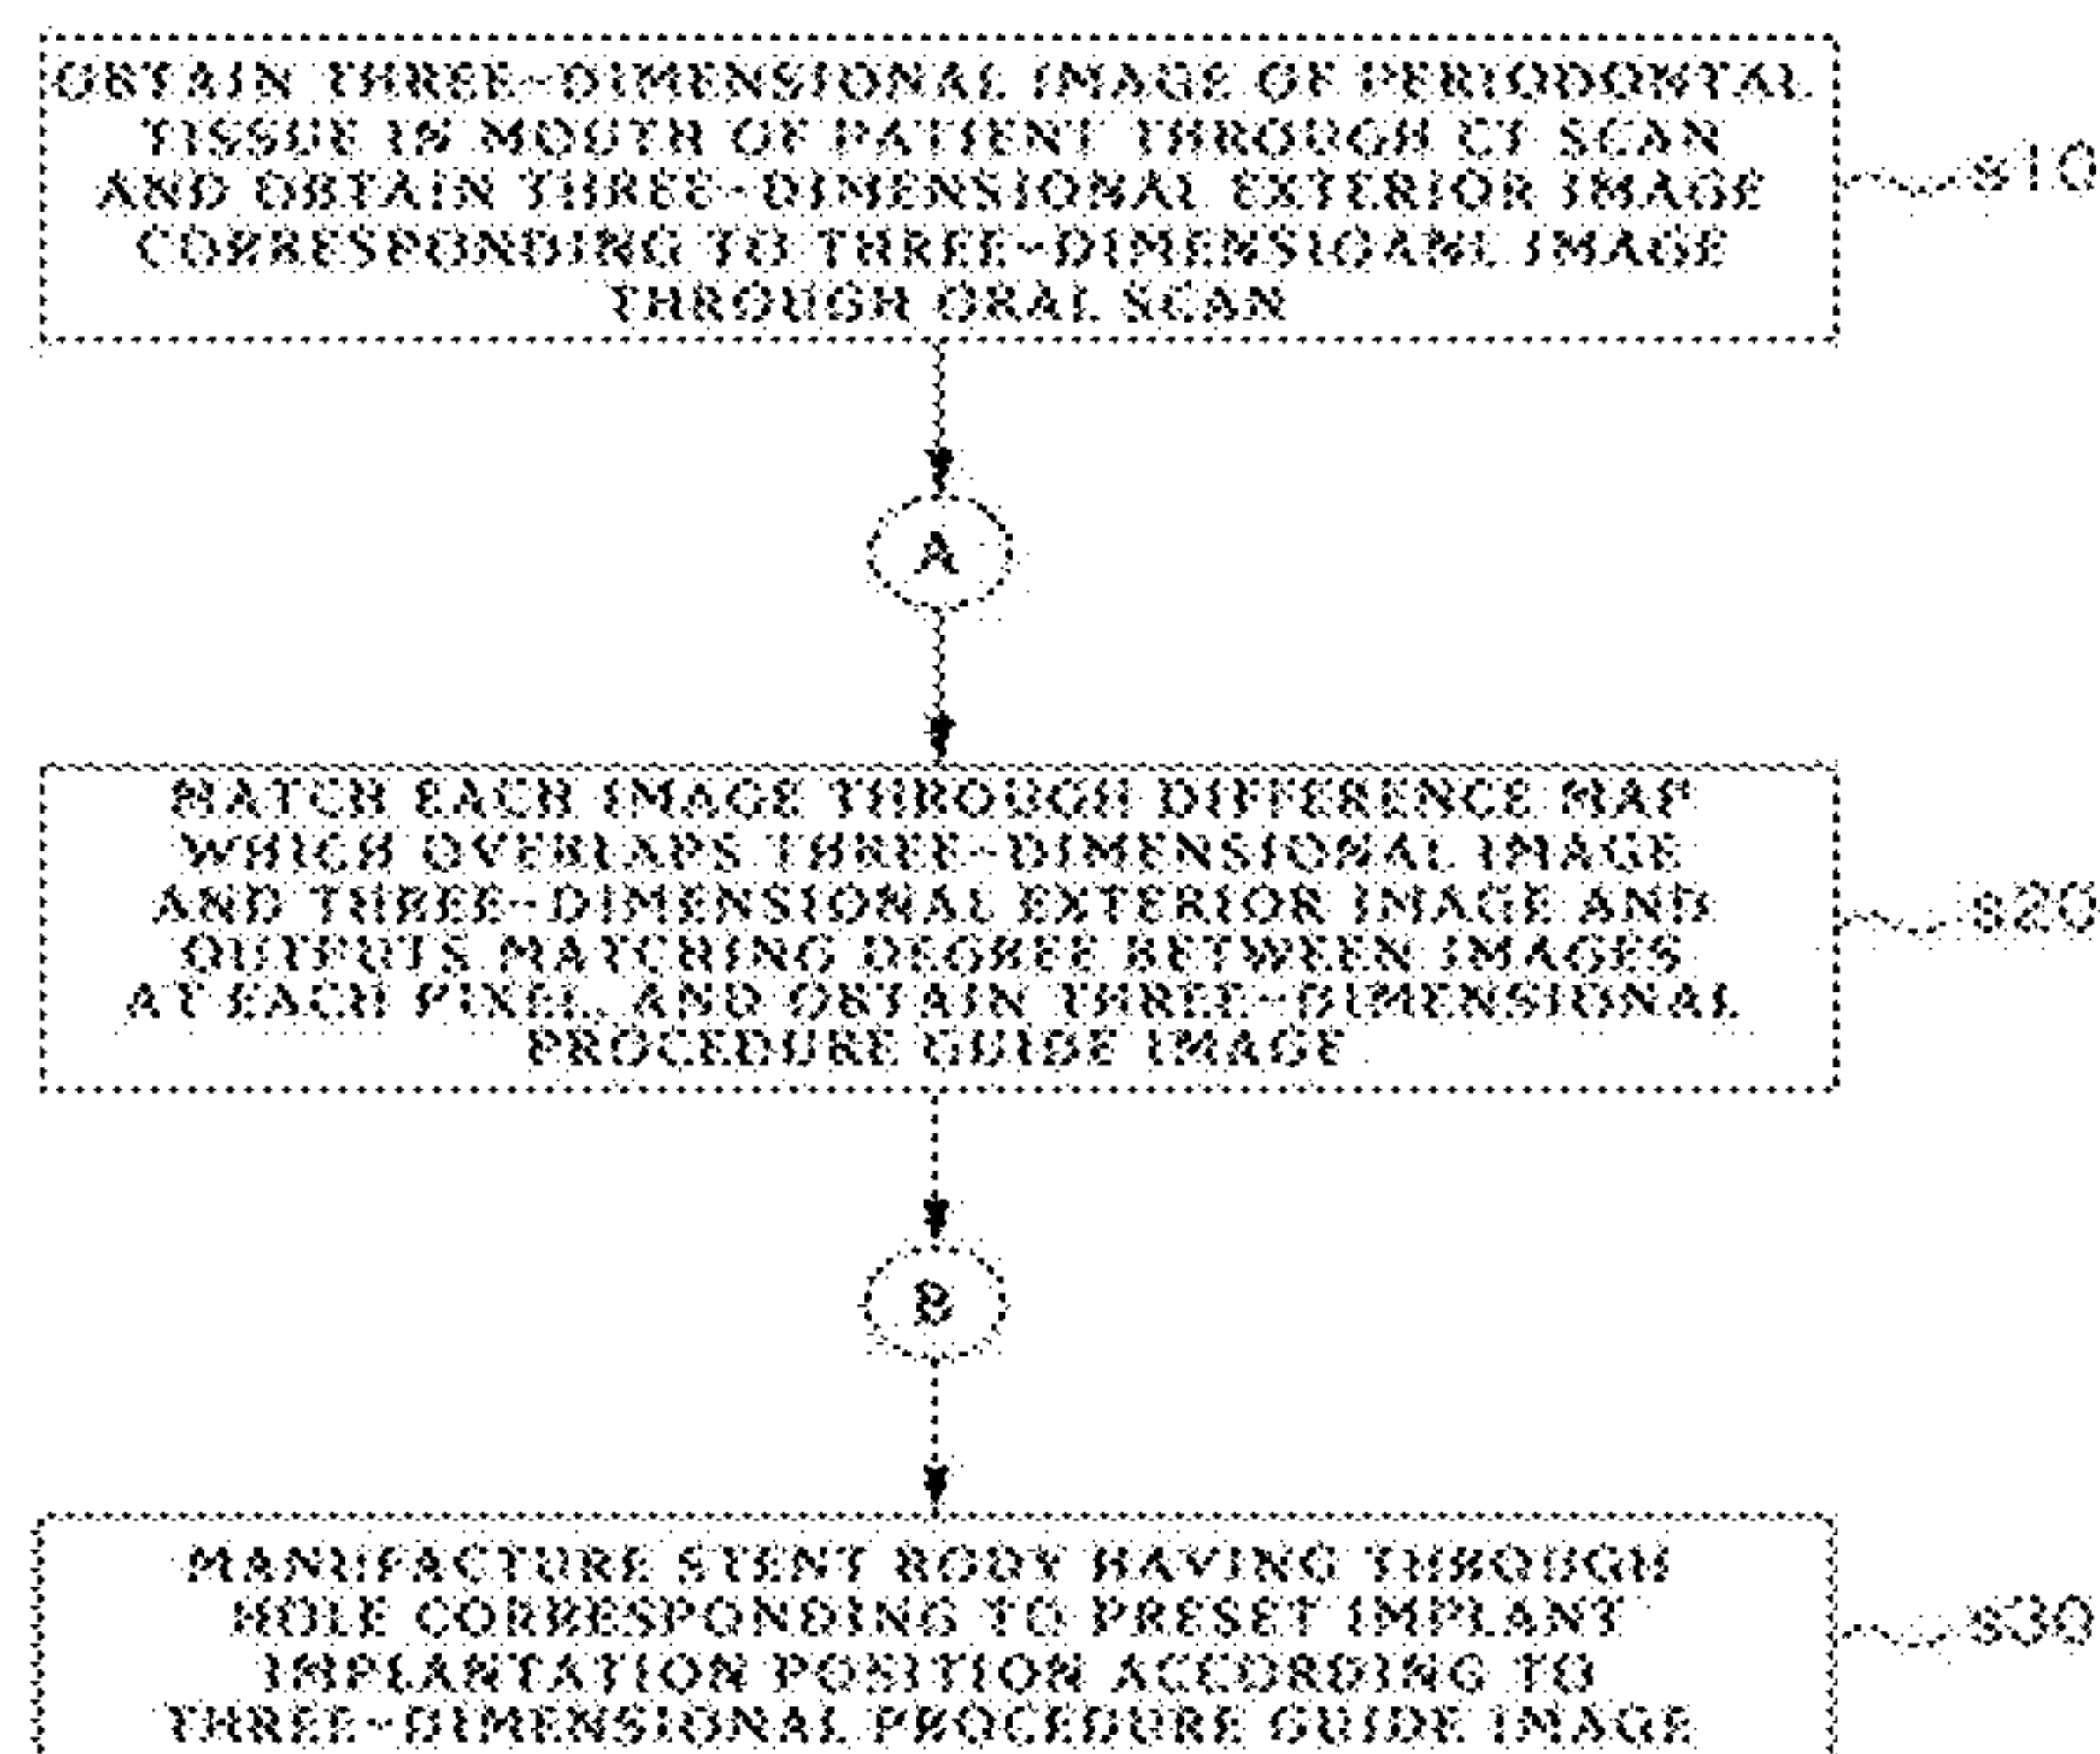 OBTAIN THREE-DIMENSIONAL IMAGE OF PERIODONTAL
TISSUE IN MOUTH OF PATIENT THROUGH CT SCAN
AND OBTAIN THREE-DIMENSIONAL EXTERIOR IMAGE
CORRESPONDING TO THREE-DIMENSIOANL IMAGE
THROUGH ORAL SCAN
s10
A
MATCH EACH IMAGE THROUGH DIFFERENCE MAP
WHICH OVERLAPS THREE-DIMENSIONAL IMAGE
AND THREE-DIMENSIONAL EXTERIOR IMAGE AND
OUTPUTS MATCHING DEGREE BETWEEN IMAGES
AT EACH PIXEL, AND OBTAIN THREE-DIMENSIONAL
PROCEDURE GUIDE IMAGE
s20
B
MANUFACTURE STENT BODY HAVING THROUGH
HOLE CORRESPONDING TO PRESET IMPLANT
IMPLANTATION POSITION ACCORDING TO
THREE-DIMENSIONAL PROCEDURE GUIDE IMAGE
s30